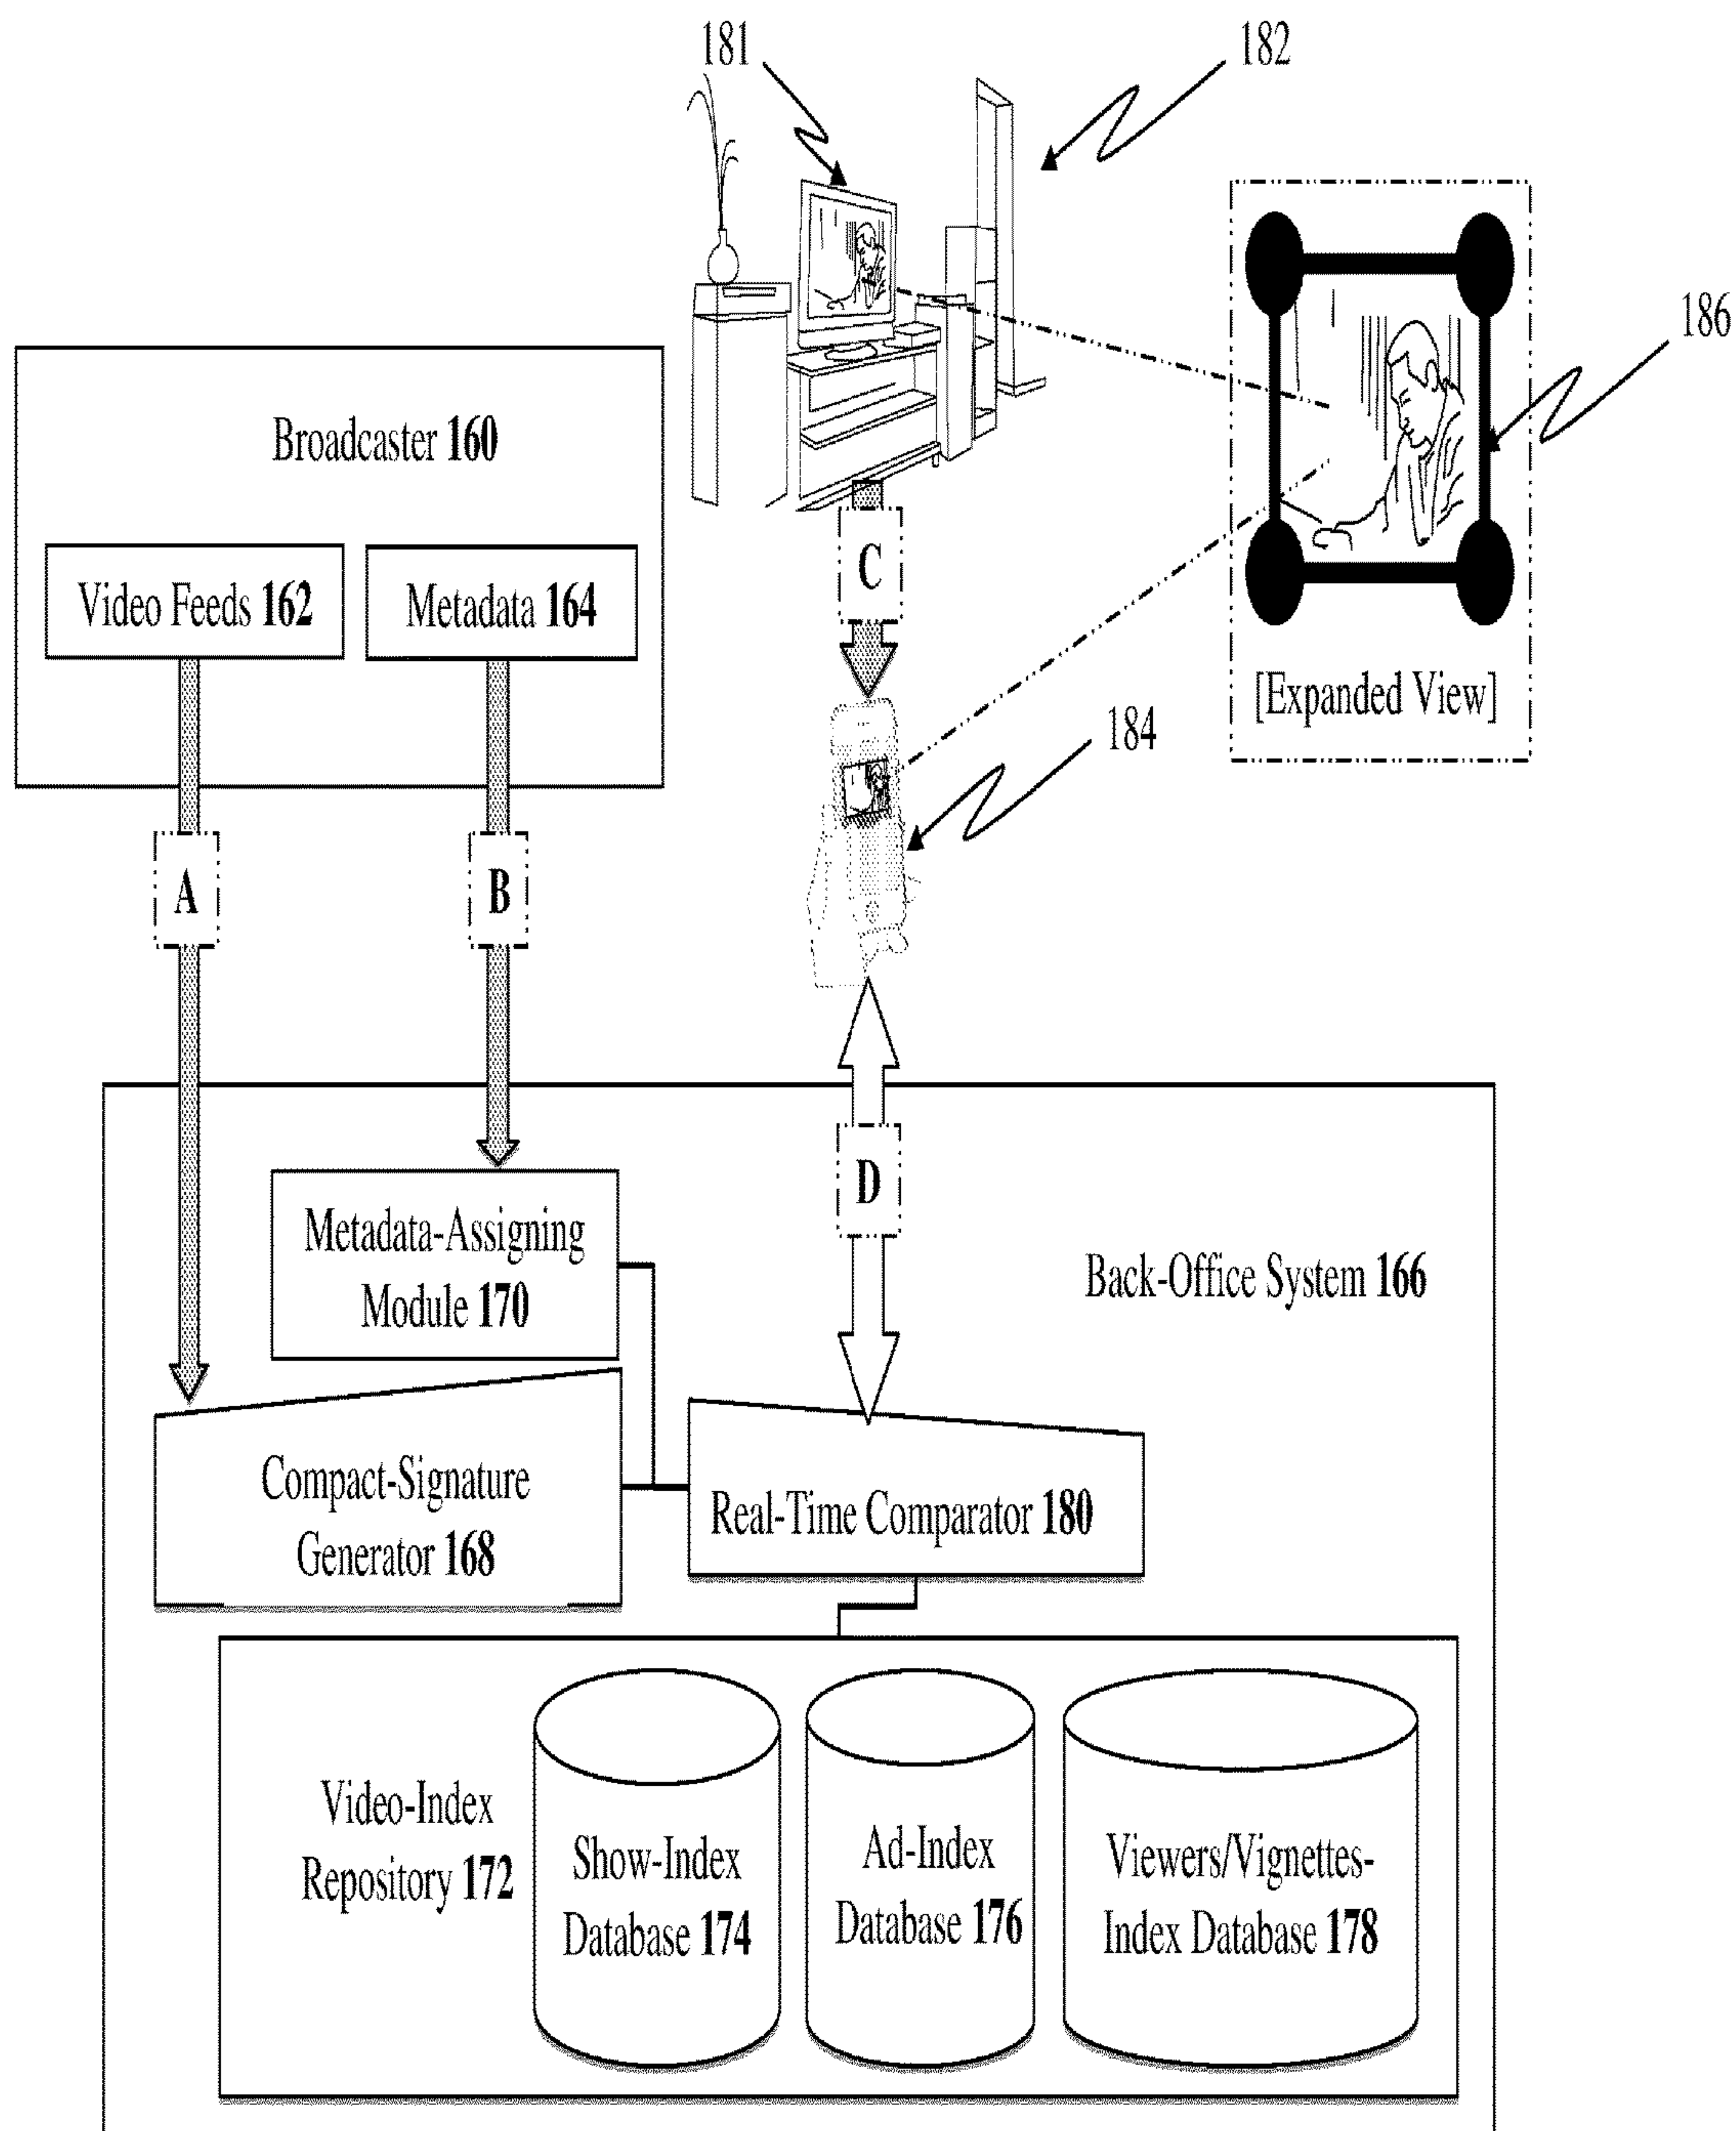 181
182
186
Broadcaster 160
Video Feeds 162
Metadata 164
C
[Expanded View]
184
A
B
D
Metadata-Assigning
Module 170
Back-Office System 166
Compact-Signature
Generator 168
Real-Time Comparator 180
Video-Index
Repository 172
Show-Index
Database 174
Ad-Index
Database 176
Viewers/Vignettes-
Index Database 178